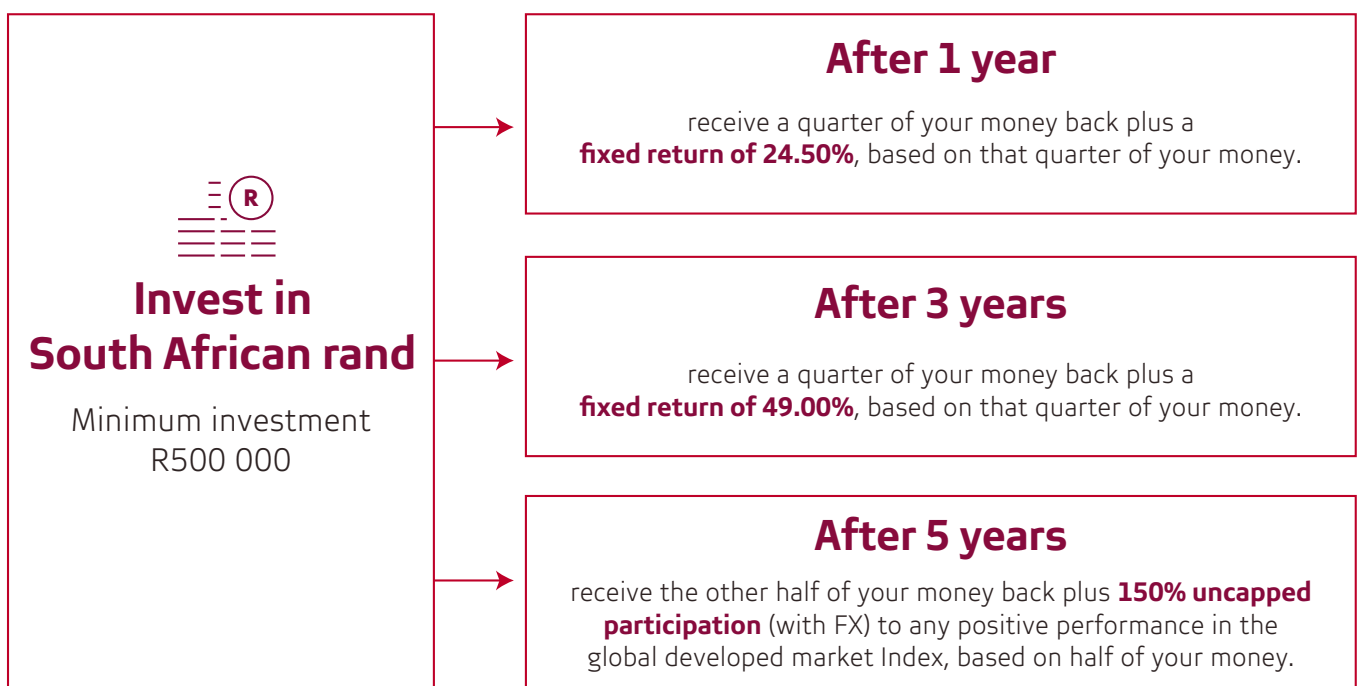 R
Invest in
South African rand
Minimum investment
R500 000
After 1 year
receive a quarter of your money back plus a
fixed return of 24.50%, based on that quarter of your money.
After 3 years
receive a quarter of your money back plus a
fixed return of 49.00%, based on that quarter of your money.
After 5 years
receive the other half of your money back plus 150% uncapped
participation (with FX) to any positive performance in the
global developed market Index, based on half of your money.